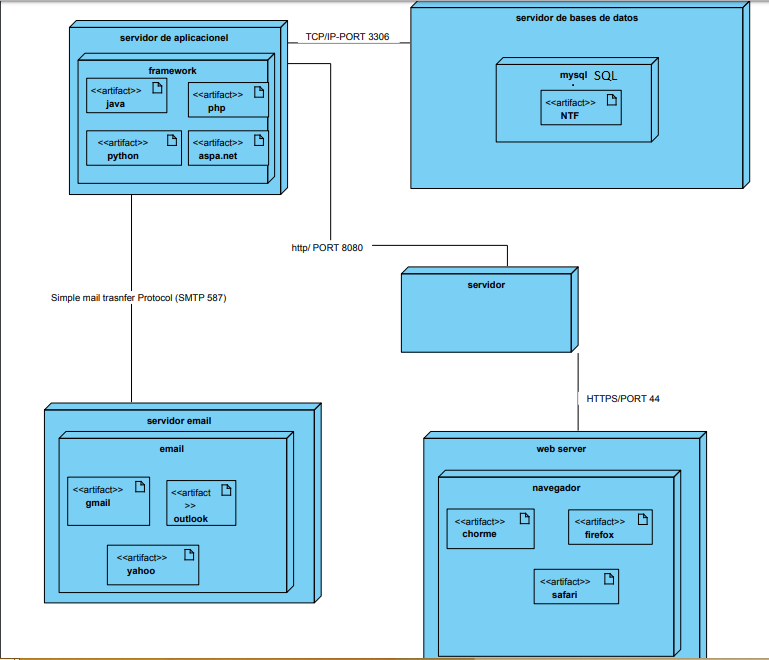 servidor de aplicacionel
framework
<<artifact>>
java
<<artifact>>
php
<<artifact>>
python
<<artifact>>
aspa.net
TCP/IP-PORT 3306
servidor de bases de datos
mysql SQL
<<artifact>>
NTF
http/ PORT 8080
servidor
Simple mail trasnfer Protocol (SMTP 587)
HTTPS/PORT 44
servidor email
email
<<artifact>>
gmail
<<artifact
>>
outlook
<<artifact>>
yahoo
web server
navegador
<<artifact>>
chorme
<<artifact>>
firefox
<<artifact>>
safari